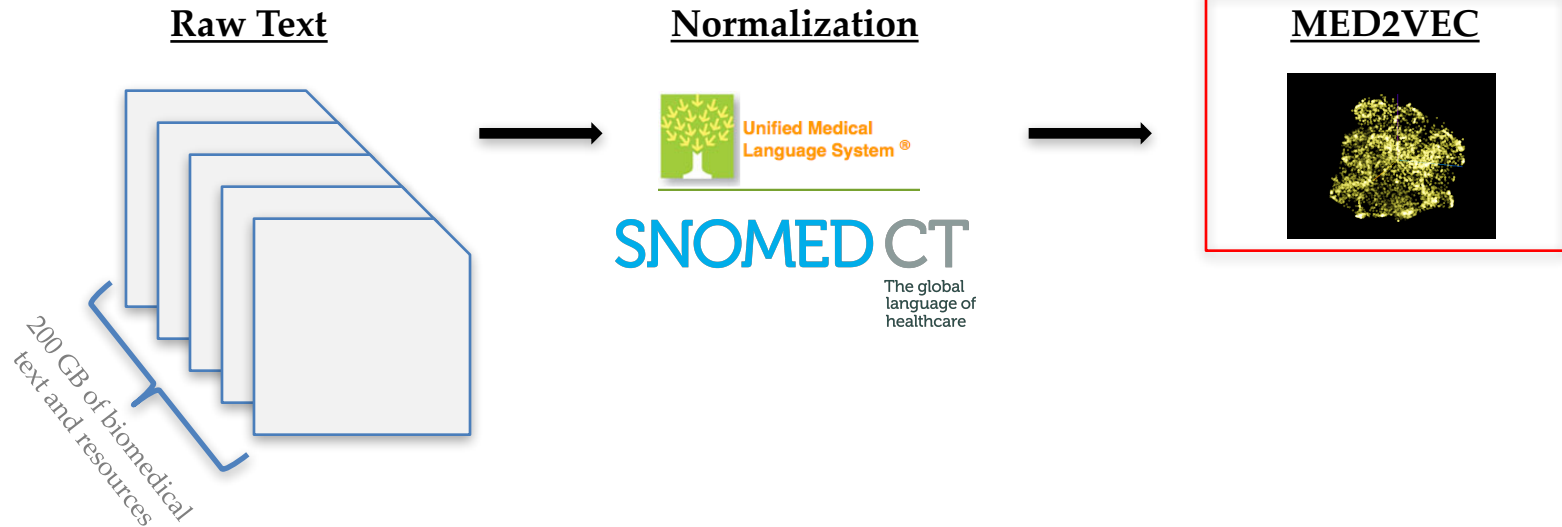 Raw Text
Normalization
MED2VEC
Unified Medical
Language System ®
SNOMED CT
The global
language of
healthcare
200 GB of biomedical
text and resources